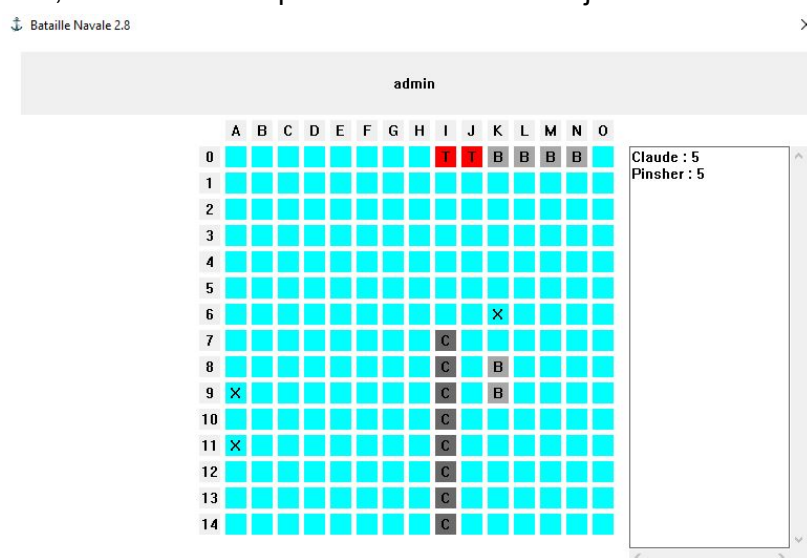 Bataille Navale 2.8
admin
A B C D E F G H I J K L M N O
0 T T B B B B
Claude : 5
1
Pinsher : 5
2
3
4
5
6 X
7 C
8 C B
9 X C B
10 C
11 X C
12 C
13 C
14 C